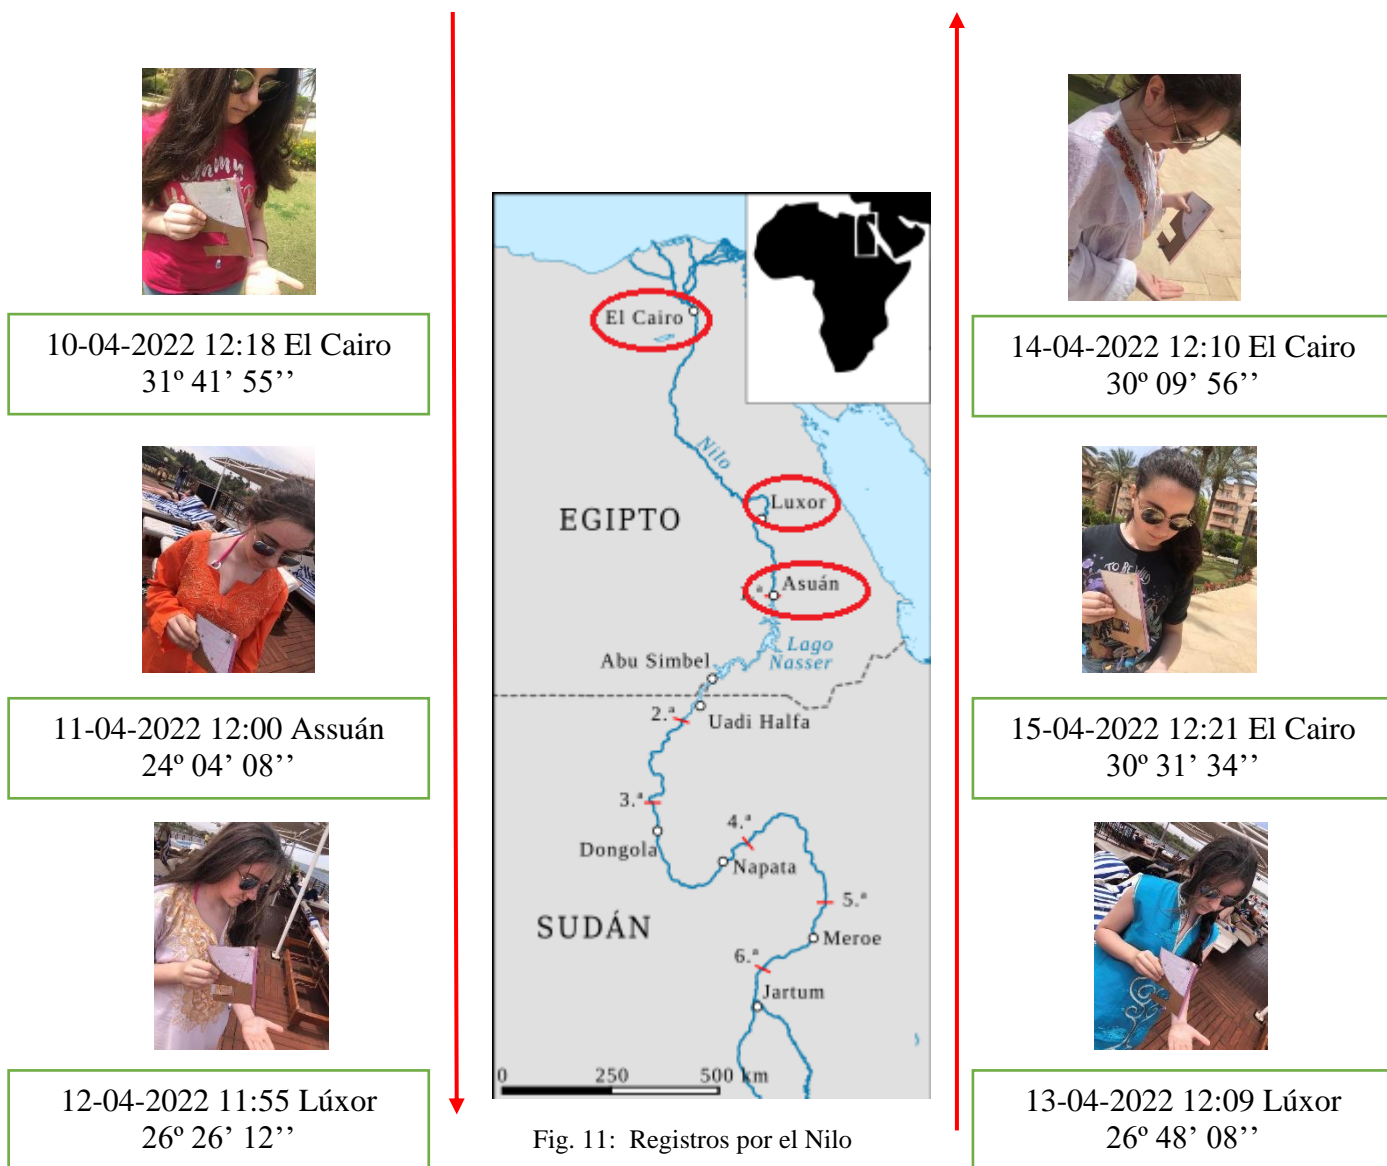 10-04-2022 12:18 El Cairo
31º 41’ 55’’
11-04-2022 12:00 Assuán
24º 04’ 08’’
12-04-2022 11:55 Lúxor
26º 26’ 12’’
El Cairo
Nilo
Luxor
EGIPTO
Asuán
Lago
Nasser
Abu Simbel
2.ª
Uadi Halfa
3.ª
4.ª
Dongola
Napata
5.ª
SUDÁN
Meroe
6.ª
Jartum
0 250 500 km
Fig. 11: Registros por el Nilo
14-04-2022 12:10 El Cairo
30º 09’ 56’’
TO BE WILD
15-04-2022 12:21 El Cairo
30º 31’ 34’’
13-04-2022 12:09 Lúxor
26º 48’ 08’’